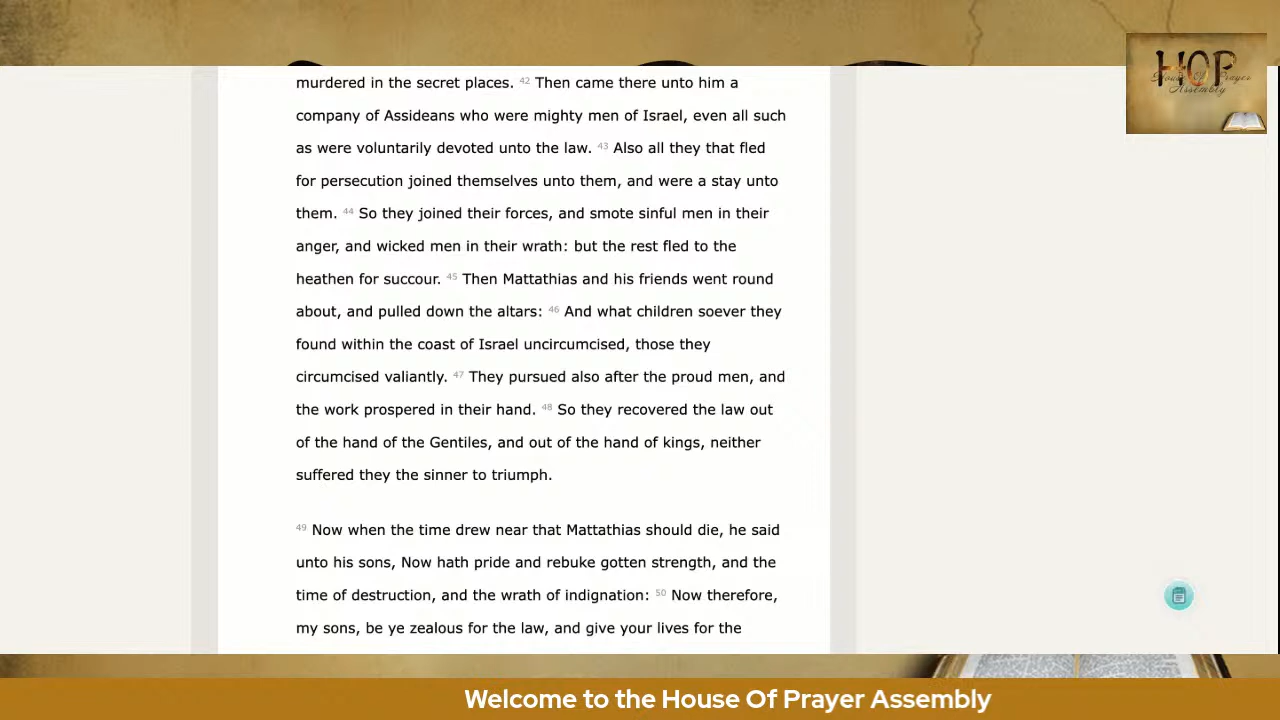 HOP
House Of Prayer
Assembly
murdered in the secret places. 42 Then came there unto him a
company of Assideans who were mighty men of Israel, even all such
as were voluntarily devoted unto the law. 43 Also all they that fled
for persecution joined themselves unto them, and were a stay unto
them. 44 So they joined their forces, and smote sinful men in their
anger, and wicked men in their wrath: but the rest fled to the
heathen for succour. 45 Then Mattathias and his friends went round
about, and pulled down the altars: 46 And what children soever they
found within the coast of Israel uncircumcised, those they
circumcised valiantly. 47 They pursued also after the proud men, and
the work prospered in their hand. 48 So they recovered the law out
of the hand of the Gentiles, and out of the hand of kings, neither
suffered they the sinner to triumph.
49 Now when the time drew near that Mattathias should die, he said
unto his sons, Now hath pride and rebuke gotten strength, and the
time of destruction, and the wrath of indignation: 50 Now therefore,
my sons, be ye zealous for the law, and give your lives for the
Welcome to the House Of Prayer Assembly